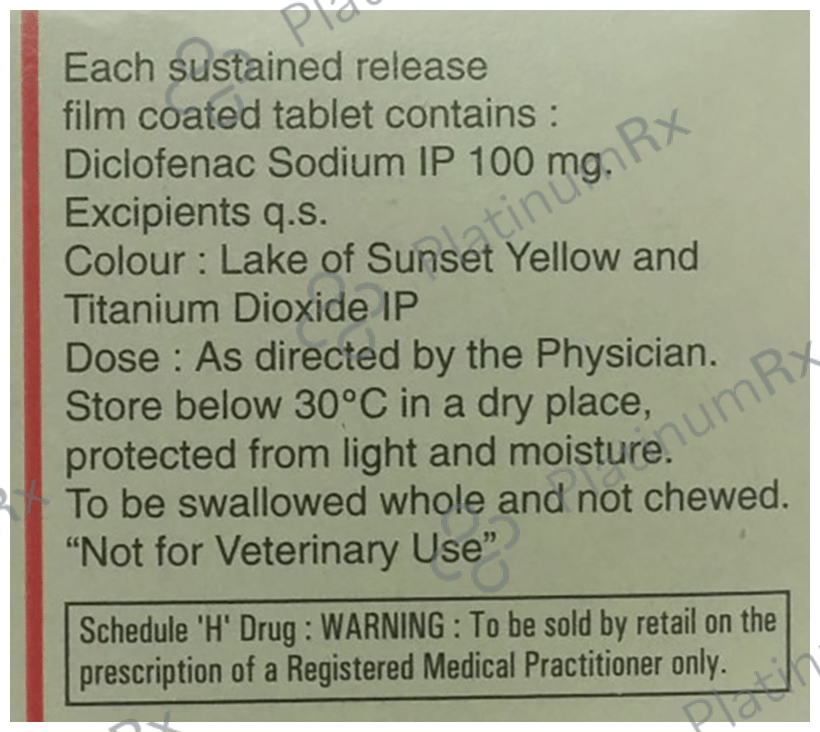 Each sustained release
film coated tablet contains :
Diclofenac Sodium IP 100 mg.
Excipients q.s.
Colour : Lake of Sunset Yellow and
Titanium Dioxide IP
Dose : As directed by the Physician.
Store below 30°C in a dry place,
protected from light and moisture.
To be swallowed whole and not chewed.
“Not for Veterinary Use”
Schedule 'H' Drug : WARNING : To be sold by retail on the
prescription of a Registered Medical Practitioner only.
PlatinumRx
PlatinumRx